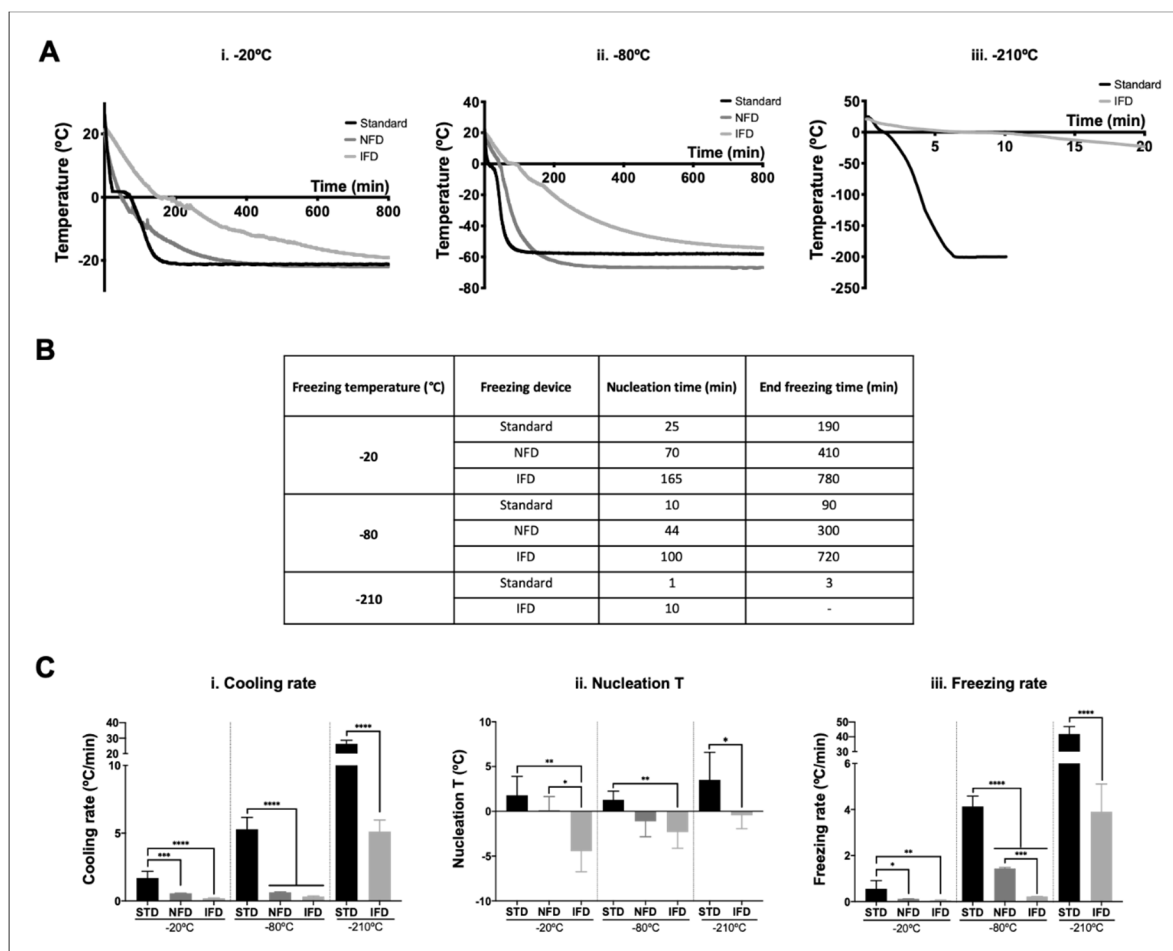 A
i. -20ºC
ii. -80ºC
iii. -210ºC
Temperature (ºC)
20
0
-20
200
400
600
800
Time (min)
Standard
NFD
IFD
Temperature (ºC)
40
20
0
-20
-40
-60
-80
200
400
600
800
Time (min)
Standard
NFD
IFD
Temperature (ºC)
50
0
-50
-100
-150
-200
-250
5
10
15
20
Time (min)
Standard
IFD
B
Freezing temperature (°C) Freezing device Nucleation time (min) End freezing time (min)
-20
Standard 25 190
NFD 70 410
IFD 165 780
-80
Standard 10 90
NFD 44 300
IFD 100 720
-210
Standard 1 3
IFD 10 -
C
i. Cooling rate
ii. Nucleation T
iii. Freezing rate
Cooling rate (ºC/min)
40
30
20
10
5
0
*** **** **** ****
STD NFD IFD STD NFD IFD STD IFD
-20ºC -80ºC -210ºC
Nucleation T (ºC)
10
5
0
-5
-10
** * ** *
STD NFD IFD STD NFD IFD STD IFD
-20ºC -80ºC -210ºC
Freezing rate (ºC/min)
50
40
30
20
10
6
4
2
0
* ** **** *** ****
STD NFD IFD STD NFD IFD STD IFD
-20ºC -80ºC -210ºC